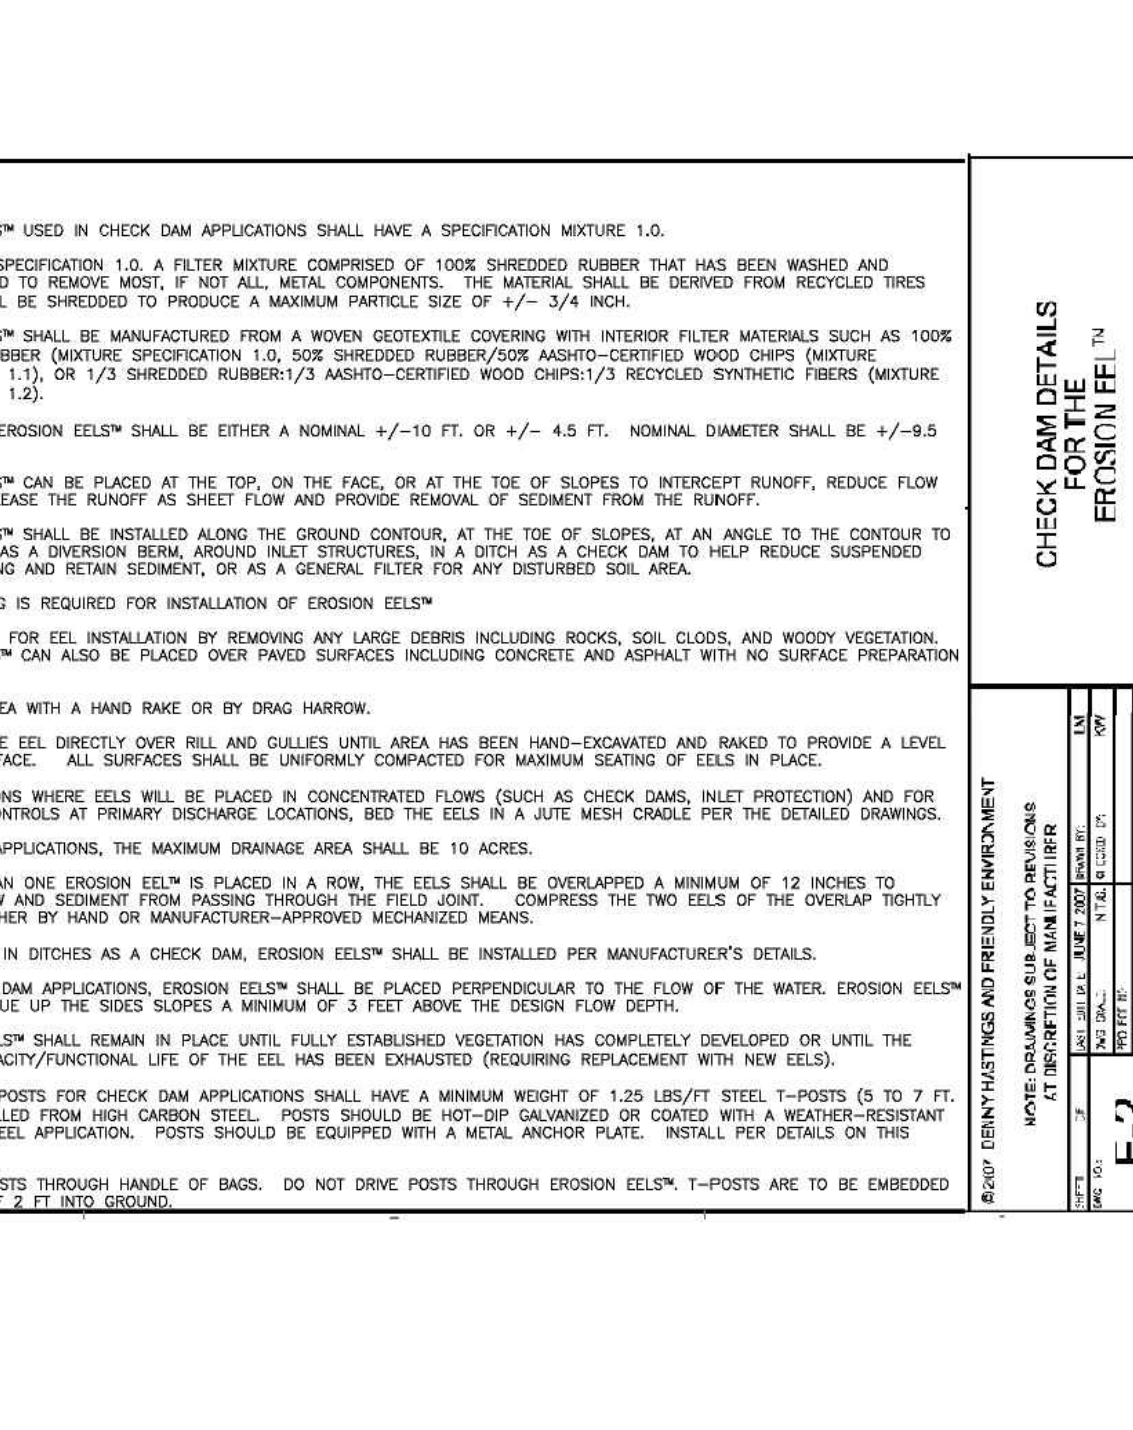 S™ USED IN CHECK DAM APPLICATIONS SHALL HAVE A SPECIFICATION MIXTURE 1.0.
SPECIFICATION 1.0. A FILTER MIXTURE COMPRISED OF 100% SHREDDED RUBBER THAT HAS BEEN WASHED AND
D TO REMOVE MOST, IF NOT ALL, METAL COMPONENTS. THE MATERIAL SHALL BE DERIVED FROM RECYCLED TIRES
L BE SHREDDED TO PRODUCE A MAXIMUM PARTICLE SIZE OF +/− 3/4 INCH.
S™ SHALL BE MANUFACTURED FROM A WOVEN GEOTEXTILE COVERING WITH INTERIOR FILTER MATERIALS SUCH AS 100%
BBER (MIXTURE SPECIFICATION 1.0, 50% SHREDDED RUBBER/50% AASHTO−CERTIFIED WOOD CHIPS (MIXTURE
1.1), OR 1/3 SHREDDED RUBBER:1/3 AASHTO−CERTIFIED WOOD CHIPS:1/3 RECYCLED SYNTHETIC FIBERS (MIXTURE
1.2).
EROSION EELS™ SHALL BE EITHER A NOMINAL +/−10 FT. OR +/− 4.5 FT. NOMINAL DIAMETER SHALL BE +/−9.5
S™ CAN BE PLACED AT THE TOP, ON THE FACE, OR AT THE TOE OF SLOPES TO INTERCEPT RUNOFF, REDUCE FLOW
EASE THE RUNOFF AS SHEET FLOW AND PROVIDE REMOVAL OF SEDIMENT FROM THE RUNOFF.
S™ SHALL BE INSTALLED ALONG THE GROUND CONTOUR, AT THE TOE OF SLOPES, AT AN ANGLE TO THE CONTOUR TO
AS A DIVERSION BERM, AROUND INLET STRUCTURES, IN A DITCH AS A CHECK DAM TO HELP REDUCE SUSPENDED
NG AND RETAIN SEDIMENT, OR AS A GENERAL FILTER FOR ANY DISTURBED SOIL AREA.
G IS REQUIRED FOR INSTALLATION OF EROSION EELS™
FOR EEL INSTALLATION BY REMOVING ANY LARGE DEBRIS INCLUDING ROCKS, SOIL CLODS, AND WOODY VEGETATION.
™ CAN ALSO BE PLACED OVER PAVED SURFACES INCLUDING CONCRETE AND ASPHALT WITH NO SURFACE PREPARATION
EA WITH A HAND RAKE OR BY DRAG HARROW.
E EEL DIRECTLY OVER RILL AND GULLIES UNTIL AREA HAS BEEN HAND−EXCAVATED AND RAKED TO PROVIDE A LEVEL
FACE. ALL SURFACES SHALL BE UNIFORMLY COMPACTED FOR MAXIMUM SEATING OF EELS IN PLACE.
ONS WHERE EELS WILL BE PLACED IN CONCENTRATED FLOWS (SUCH AS CHECK DAMS, INLET PROTECTION) AND FOR
ONTROLS AT PRIMARY DISCHARGE LOCATIONS, BED THE EELS IN A JUTE MESH CRADLE PER THE DETAILED DRAWINGS.
APPLICATIONS, THE MAXIMUM DRAINAGE AREA SHALL BE 10 ACRES.
AN ONE EROSION EEL™ IS PLACED IN A ROW, THE EELS SHALL BE OVERLAPPED A MINIMUM OF 12 INCHES TO
W AND SEDIMENT FROM PASSING THROUGH THE FIELD JOINT. COMPRESS THE TWO EELS OF THE OVERLAP TIGHTLY
HER BY HAND OR MANUFACTURER−APPROVED MECHANIZED MEANS.
IN DITCHES AS A CHECK DAM, EROSION EELS™ SHALL BE INSTALLED PER MANUFACTURER'S DETAILS.
DAM APPLICATIONS, EROSION EELS™ SHALL BE PLACED PERPENDICULAR TO THE FLOW OF THE WATER. EROSION EELS™
UE UP THE SIDES SLOPES A MINIMUM OF 3 FEET ABOVE THE DESIGN FLOW DEPTH.
LS™ SHALL REMAIN IN PLACE UNTIL FULLY ESTABLISHED VEGETATION HAS COMPLETELY DEVELOPED OR UNTIL THE
ACITY/FUNCTIONAL LIFE OF THE EEL HAS BEEN EXHAUSTED (REQUIRING REPLACEMENT WITH NEW EELS).
POSTS FOR CHECK DAM APPLICATIONS SHALL HAVE A MINIMUM WEIGHT OF 1.25 LBS/FT STEEL T−POSTS (5 TO 7 FT.
LLED FROM HIGH CARBON STEEL. POSTS SHOULD BE HOT−DIP GALVANIZED OR COATED WITH A WEATHER−RESISTANT
EEL APPLICATION. POSTS SHOULD BE EQUIPPED WITH A METAL ANCHOR PLATE. INSTALL PER DETAILS ON THIS
STS THROUGH HANDLE OF BAGS. DO NOT DRIVE POSTS THROUGH EROSION EELS™. T−POSTS ARE TO BE EMBEDDED
F 2 FT INTO GROUND.
CHECK DAM DETAILS
FOR THE
EROSION EEL™
©2007 DENNY HASTINGS AND FRIENDLY ENVIRONMENT
NOTE: DRAWINGS SUBJECT TO REVISIONS
AT DISCRETION OF MANUFACTURER
LAST EDIT DATE: JUNE 7 2007
DRAWN BY:
SHEET OF
DWG SCALE: N.T.S.
KW
DWG NO.: